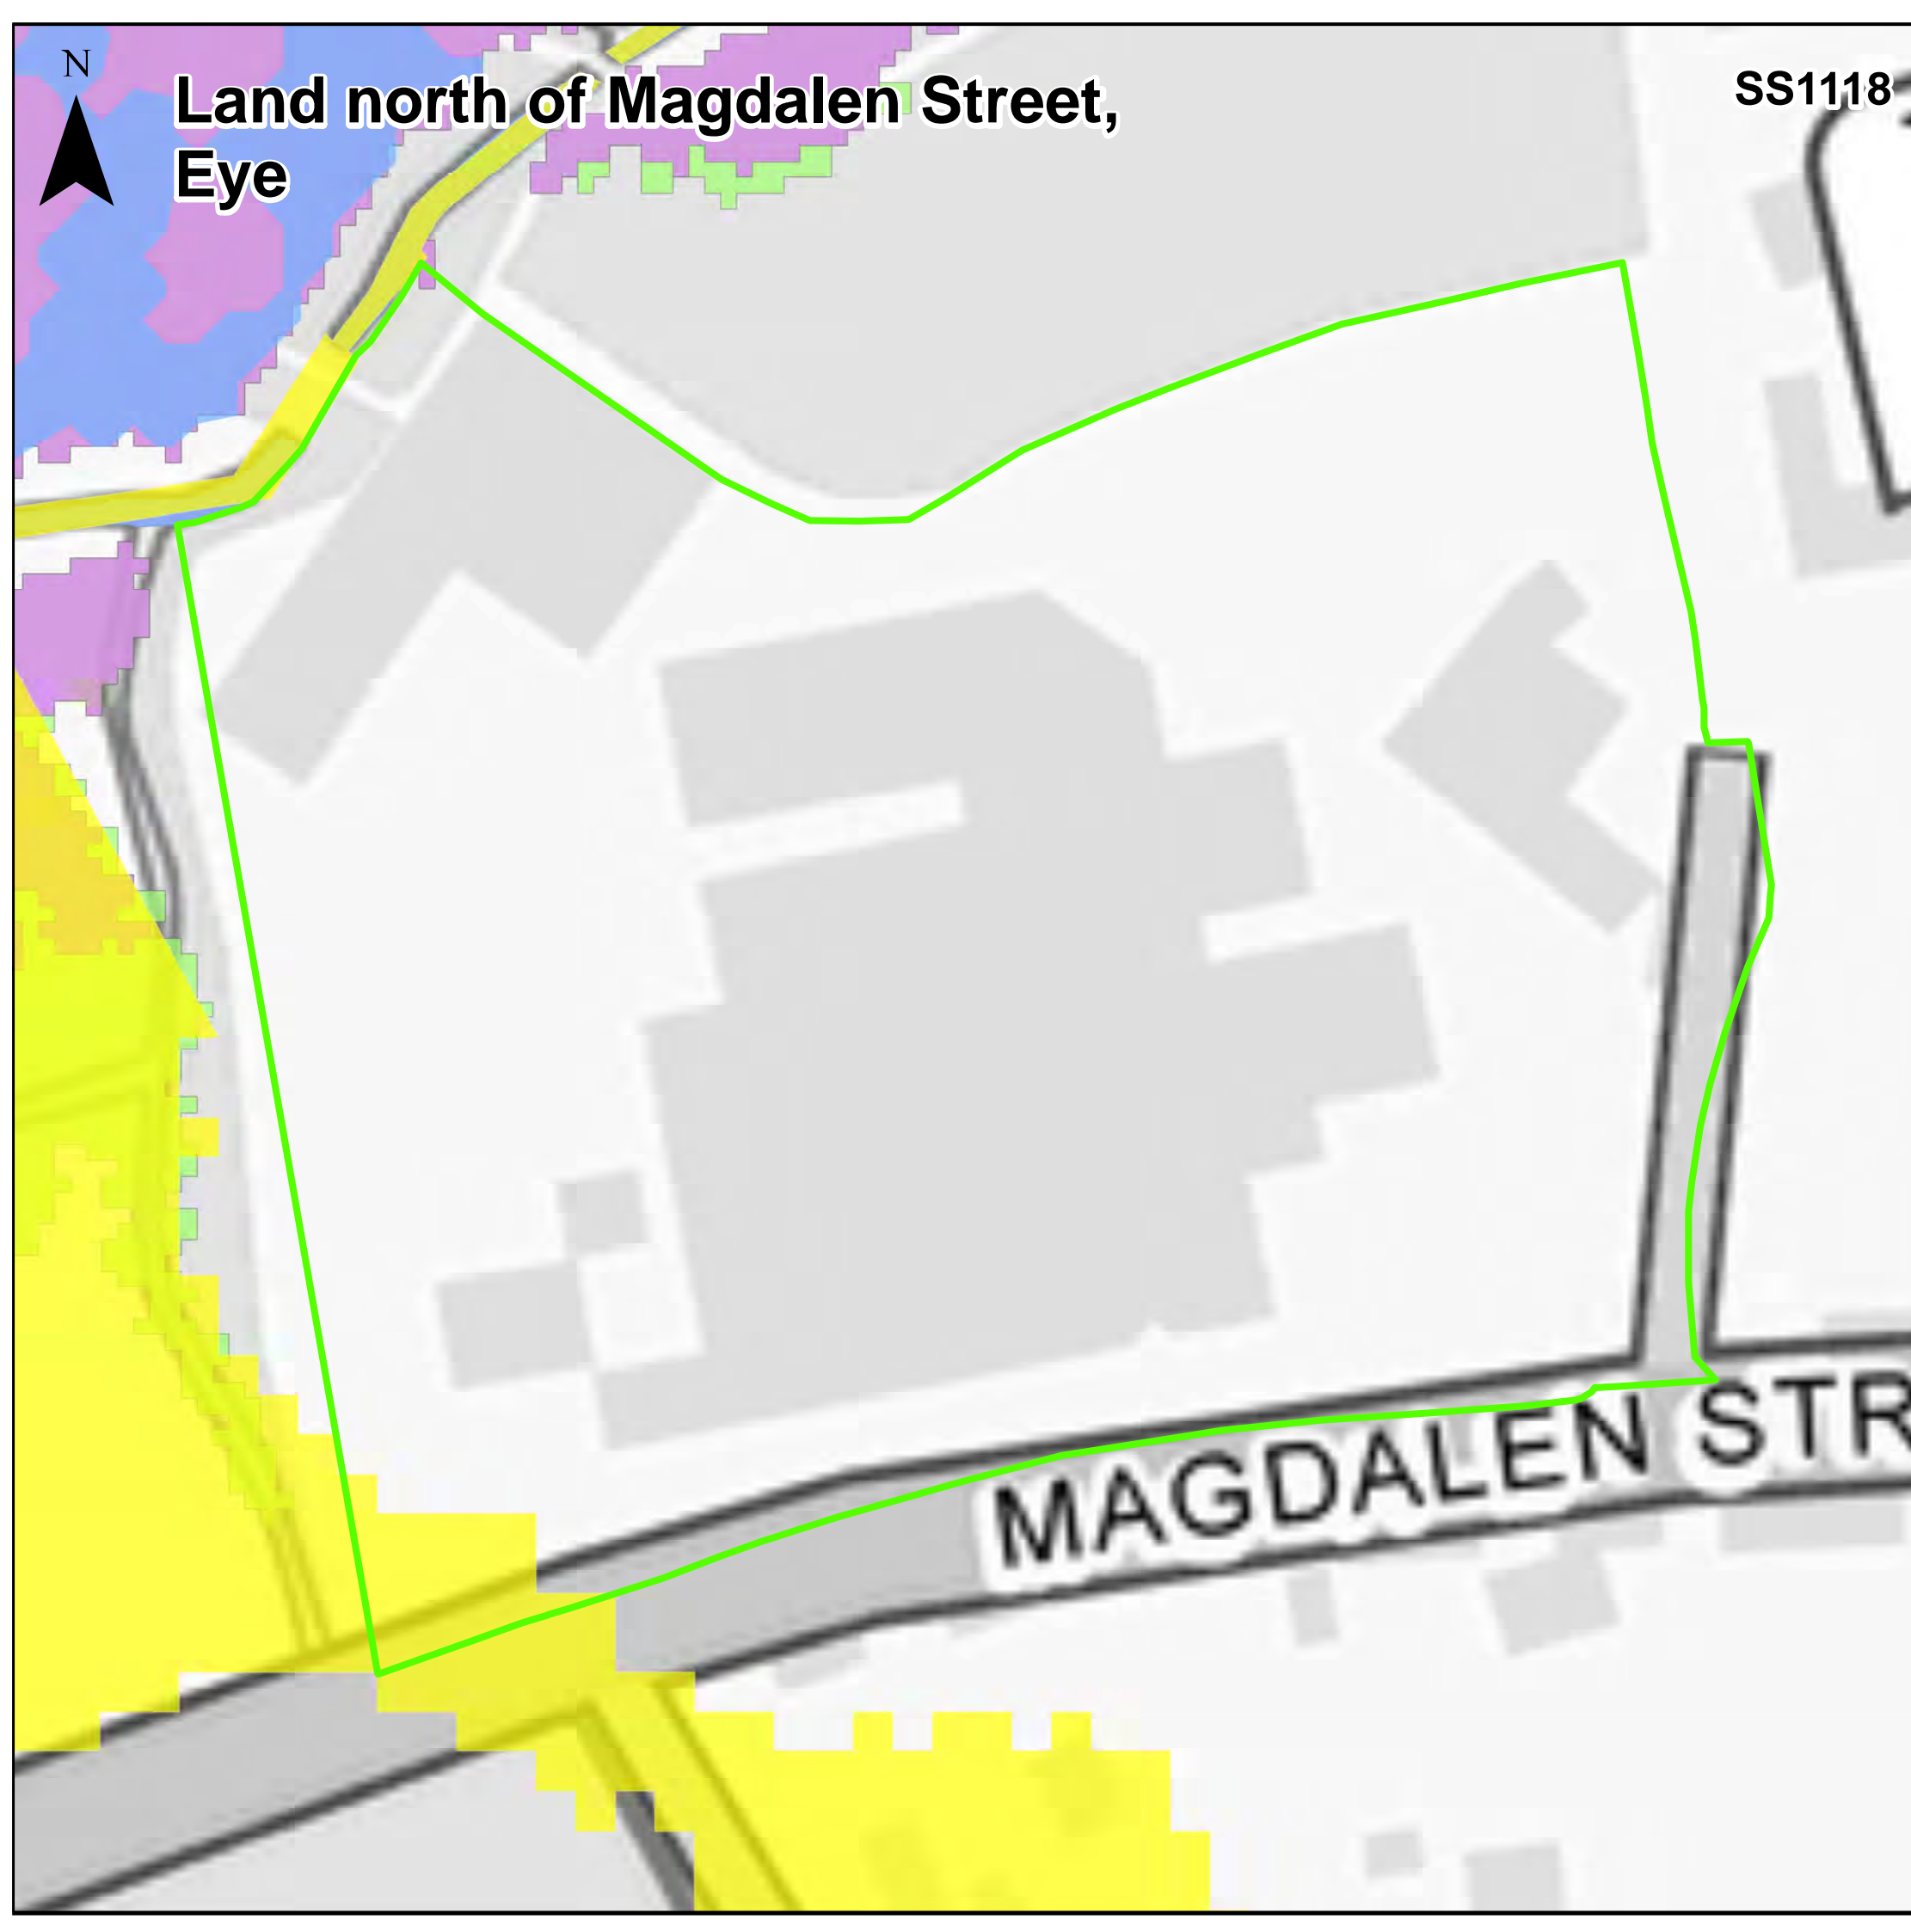 N
Land north of Magdalen Street,
Eye
SS1118
MAGDALEN STR